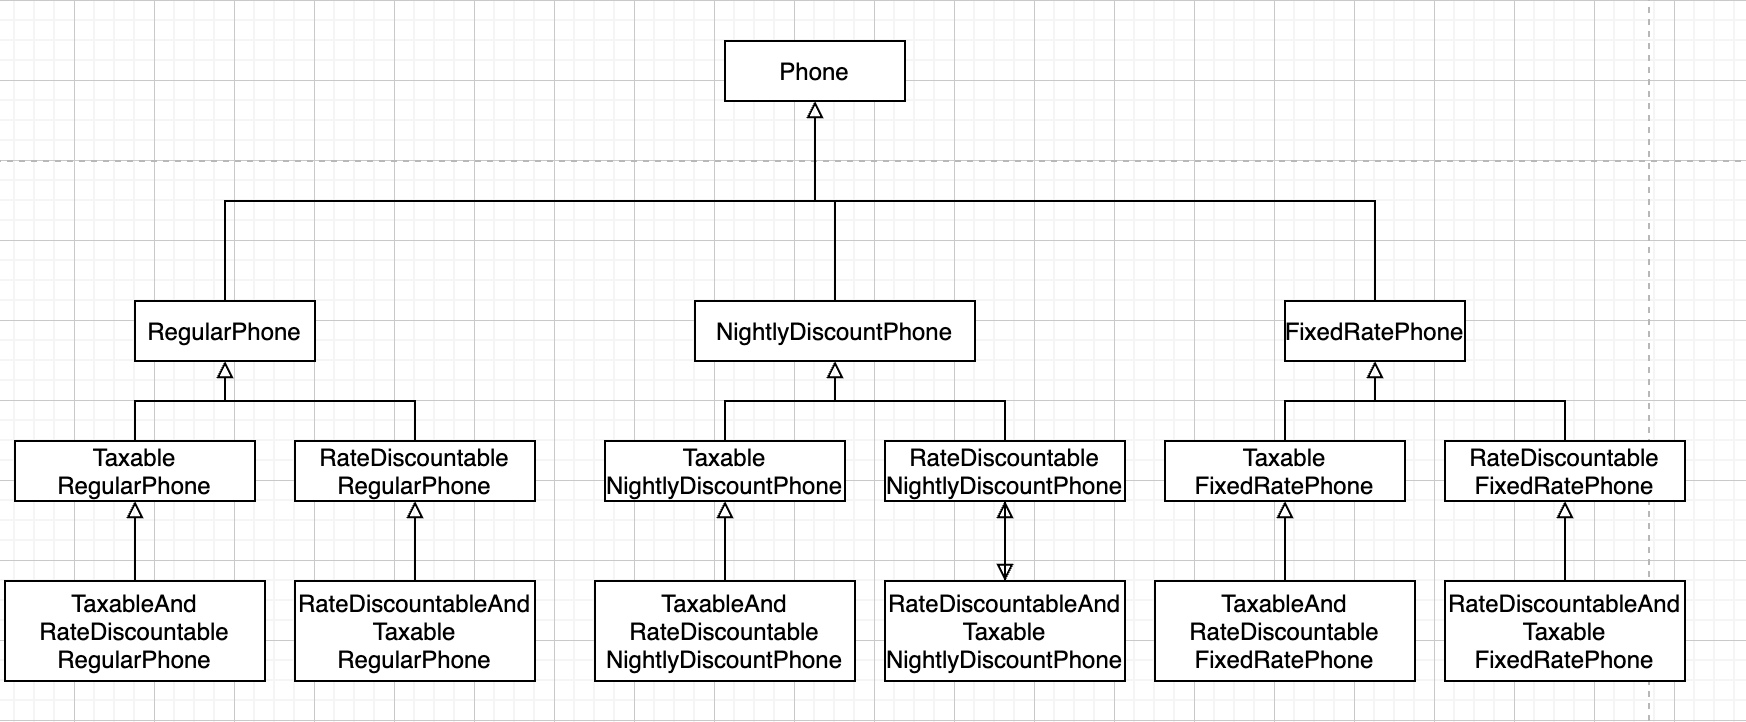 Phone
RegularPhone
NightlyDiscountPhone
FixedRatePhone
Taxable
RegularPhone
RateDiscountable
RegularPhone
Taxable
NightlyDiscountPhone
RateDiscountable
NightlyDiscountPhone
Taxable
FixedRatePhone
RateDiscountable
FixedRatePhone
TaxableAnd
RateDiscountable
RegularPhone
RateDiscountableAnd
Taxable
RegularPhone
TaxableAnd
RateDiscountable
NightlyDiscountPhone
RateDiscountableAnd
Taxable
NightlyDiscountPhone
TaxableAnd
RateDiscountable
FixedRatePhone
RateDiscountableAnd
Taxable
FixedRatePhone